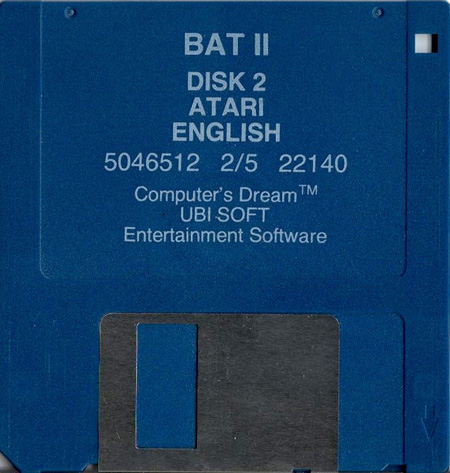 BAT II
DISK 2
ATARI
ENGLISH
5046512 2/5 22140
Computer's Dream™
UBI SOFT
Entertainment Software